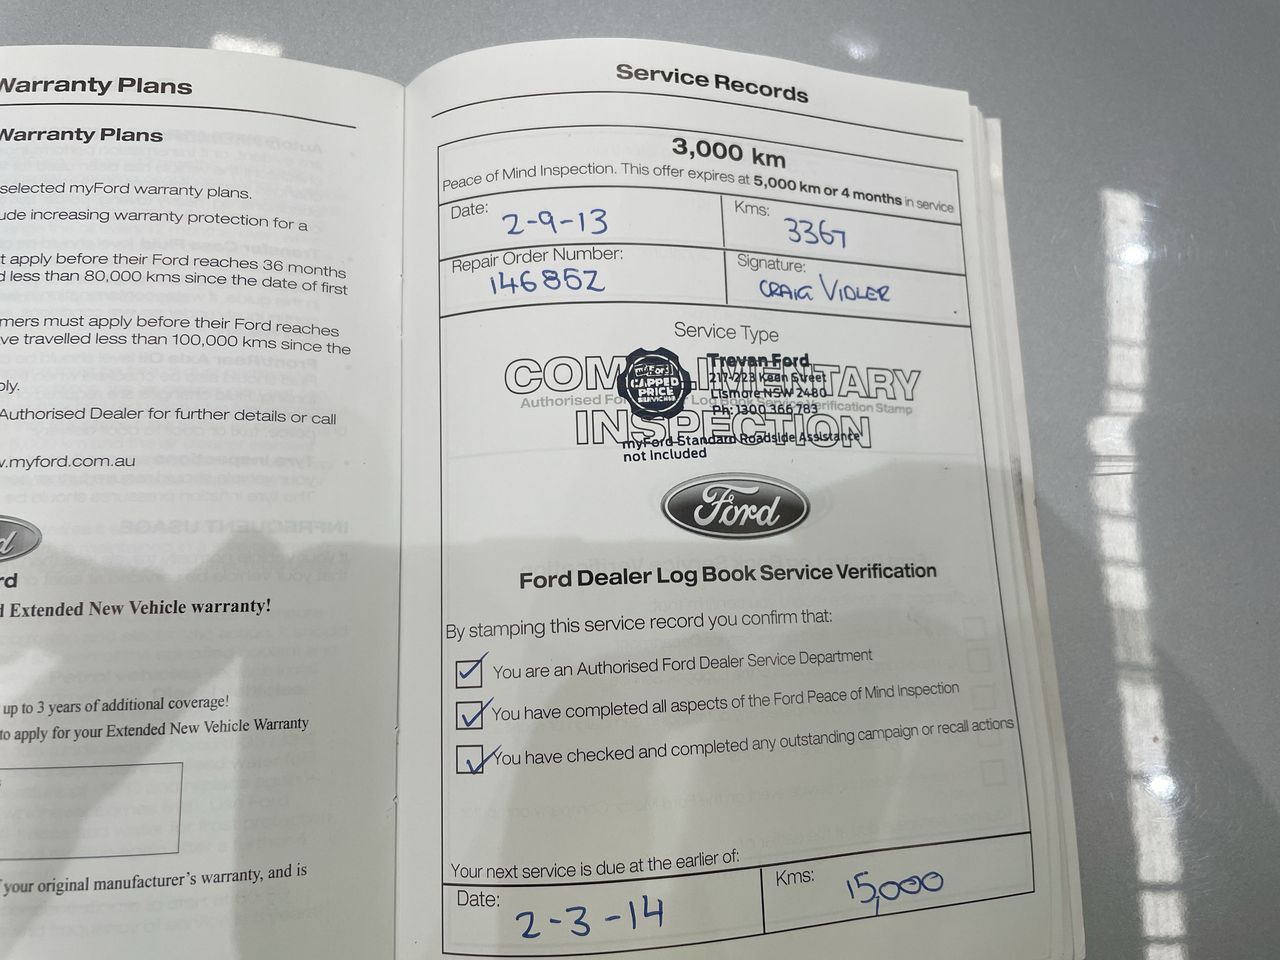 Warranty Plans
Warranty Plans
selected myFord warranty plans.
ude increasing warranty protection for a
t apply before their Ford reaches 36 months
d less than 80,000 kms since the date of first
mers must apply before their Ford reaches
ve travelled less than 100,000 kms since the
ply.
Authorised Dealer for further details or call
w.myford.com.au
rd
d Extended New Vehicle warranty!
up to 3 years of additional coverage!
to apply for your Extended New Vehicle Warranty
f your original manufacturer's warranty, and is
Service Records
3,000 km
Peace of Mind Inspection. This offer expires at 5,000 km or 4 months in service
Date: 2-9-13 Kms: 3367
Repair Order Number: 146852 Signature: CRAIG VIDLER
Service Type
COMPLIMENTARY
INSPECTION
Authorised Ford Log Book Service Verification Stamp
myFord
CAPPED
PRICE
SERVICING
Trevan Ford
217-223 Keen Street
Lismore NSW 2480
Ph: 1300 366 783
myFord Standard Roadside Assistance
not included
Ford
Ford Dealer Log Book Service Verification
By stamping this service record you confirm that:
You are an Authorised Ford Dealer Service Department
You have completed all aspects of the Ford Peace of Mind Inspection
You have checked and completed any outstanding campaign or recall actions
Your next service is due at the earlier of:
Date: 2-3-14 Kms: 15,000